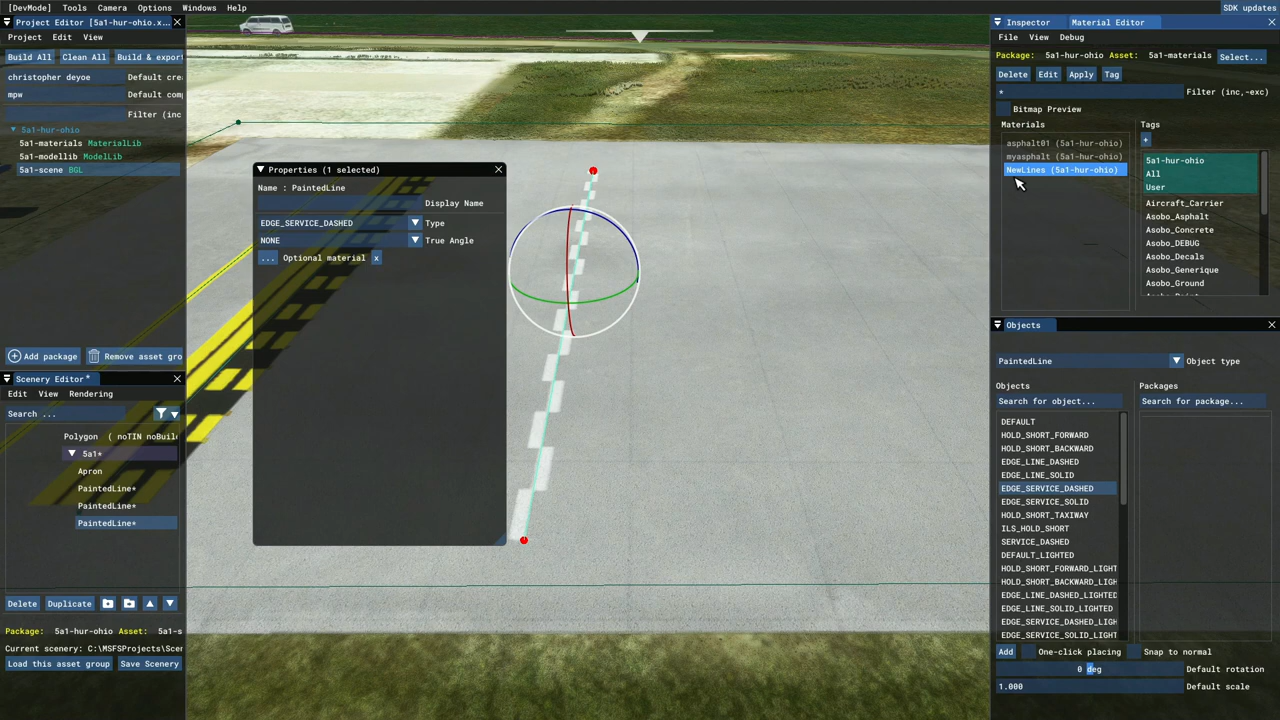 [DevMode] Tools Camera Options Windows Help SDK updates
Project Editor [5a1-hur-ohio.x...
Project Edit View
Build All Clean All Build & export
christopher deyoe Default cre
mpw Default com
Filter (inc
5a1-hur-ohio
5a1-materials MaterialLib
5a1-modellib ModelLib
5a1-scene BGL
Add package Remove asset gro
Scenery Editor*
Edit View Rendering
Search ...
Polygon ( noTIN noBuil
5a1*
Apron
PaintedLine*
PaintedLine*
PaintedLine*
Delete Duplicate
Package: 5a1-hur-ohio Asset: 5a1-s
Current scenery: C:\MSFSProjects\Scen
Load this asset group Save Scenery
Properties (1 selected)
Name : PaintedLine
Display Name
EDGE_SERVICE_DASHED Type
NONE True Angle
... Optional material x
Inspector Material Editor
File View Debug
Package: 5a1-hur-ohio Asset: 5a1-materials Select...
Delete Edit Apply Tag
* Filter (inc,-exc)
Bitmap Preview
Materials
asphalt01 (5a1-hur-ohio)
myasphalt (5a1-hur-ohio)
NewLines (5a1-hur-ohio)
Tags
+
5a1-hur-ohio
All
User
Aircraft_Carrier
Asobo_Asphalt
Asobo_Concrete
Asobo_DEBUG
Asobo_Decals
Asobo_Generique
Asobo_Ground
Objects
PaintedLine Object type
Objects Packages
Search for object... Search for package...
DEFAULT
HOLD_SHORT_FORWARD
HOLD_SHORT_BACKWARD
EDGE_LINE_DASHED
EDGE_LINE_SOLID
EDGE_SERVICE_DASHED
EDGE_SERVICE_SOLID
HOLD_SHORT_TAXIWAY
ILS_HOLD_SHORT
SERVICE_DASHED
DEFAULT_LIGHTED
HOLD_SHORT_FORWARD_LIGHT
HOLD_SHORT_BACKWARD_LIGH
EDGE_LINE_DASHED_LIGHTED
EDGE_LINE_SOLID_LIGHTED
EDGE_SERVICE_DASHED_LIGH
EDGE_SERVICE_SOLID_LIGHT
Add One-click placing Snap to normal
0 deg Default rotation
1.000 Default scale